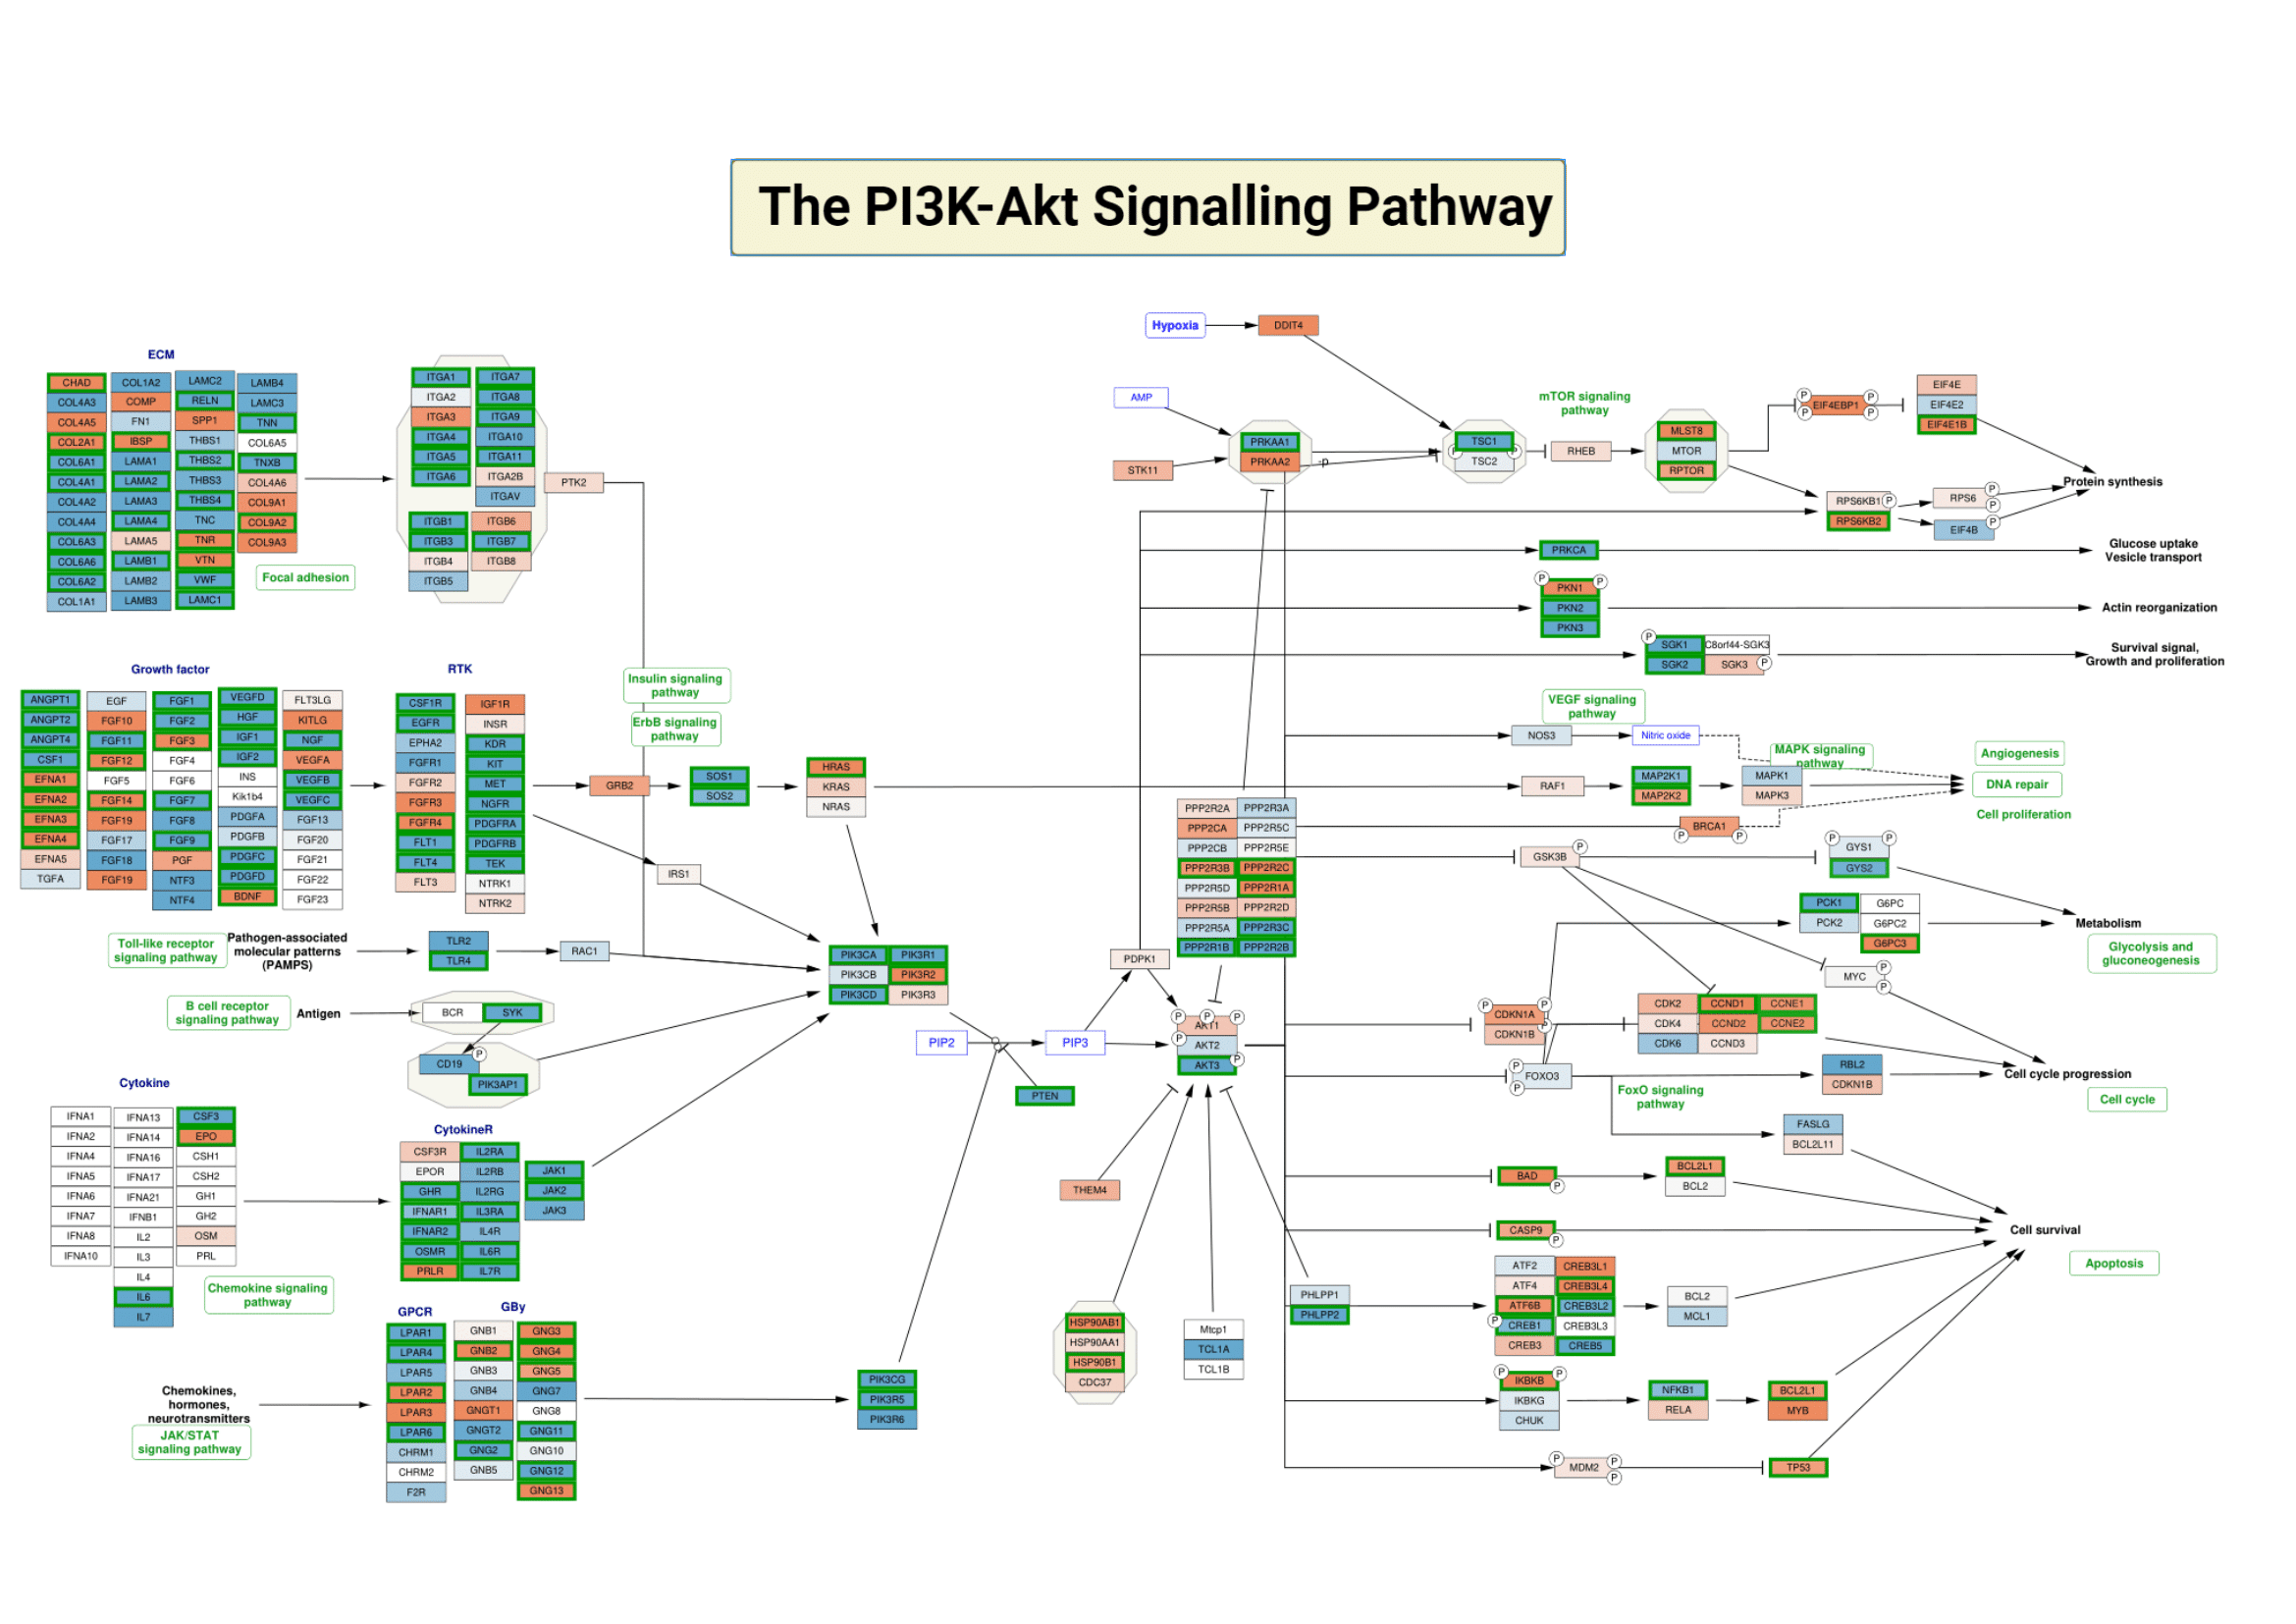 The PI3K-Akt Signalling Pathway
Hypoxia
DDIT4
AMP
STK11
PRKAA1
PRKAA2
-p
TSC1
P
P
TSC2
mTOR signaling
pathway
RHEB
MLST8
MTOR
RPTOR
P
P
EIF4EBP1
P
P
EIF4E
EIF4E2
EIF4E1B
RPS6KB1
P
RPS6KB2
RPS6
P
P
EIF4B
P
Protein synthesis
ECM
CHAD
COL4A3
COL4A5
COL2A1
COL6A1
COL4A1
COL4A2
COL4A4
COL6A3
COL6A6
COL6A2
COL1A1
COL1A2
COMP
FN1
IBSP
LAMA1
LAMA2
LAMA3
LAMA4
LAMA5
LAMB1
LAMB2
LAMB3
LAMC2
RELN
SPP1
THBS1
THBS2
THBS3
THBS4
TNC
TNR
VTN
VWF
LAMC1
LAMB4
LAMC3
TNN
COL6A5
TNXB
COL4A6
COL9A1
COL9A2
COL9A3
Focal adhesion
ITGA1
ITGA2
ITGA3
ITGA4
ITGA5
ITGA6
ITGA7
ITGA8
ITGA9
ITGA10
ITGA11
ITGA2B
ITGAV
ITGB1
ITGB3
ITGB4
ITGB5
ITGB6
ITGB7
ITGB8
PTK2
PRKCA
Glucose uptake
Vesicle transport
P
P
PKN1
PKN2
PKN3
Actin reorganization
P
SGK1
C8orf44-SGK3
SGK2
SGK3
P
Survival signal,
Growth and proliferation
Growth factor
ANGPT1
ANGPT2
ANGPT4
CSF1
EFNA1
EFNA2
EFNA3
EFNA4
EFNA5
TGFA
EGF
FGF10
FGF11
FGF12
FGF5
FGF14
FGF19
FGF17
FGF18
FGF19
FGF1
FGF2
FGF3
FGF4
FGF6
FGF7
FGF8
FGF9
PGF
NTF3
NTF4
VEGFD
HGF
IGF1
IGF2
INS
Kik1b4
PDGFA
PDGFB
PDGFC
PDGFD
BDNF
FLT3LG
KITLG
NGF
VEGFA
VEGFB
VEGFC
FGF13
FGF20
FGF21
FGF22
FGF23
RTK
CSF1R
EGFR
EPHA2
FGFR1
FGFR2
FGFR3
FGFR4
FLT1
FLT4
FLT3
IGF1R
INSR
KDR
KIT
MET
NGFR
PDGFRA
PDGFRB
TEK
NTRK1
NTRK2
Insulin signaling
pathway
ErbB signaling
pathway
GRB2
SOS1
SOS2
HRAS
KRAS
NRAS
IRS1
VEGF signaling
pathway
NOS3
Nitric oxide
MAPK signaling
pathway
Angiogenesis
RAF1
MAP2K1
MAP2K2
MAPK1
MAPK3
DNA repair
BRCA1
P
P
Cell proliferation
PPP2R2A
PPP2CA
PPP2CB
PPP2R3B
PPP2R5D
PPP2R5B
PPP2R5A
PPP2R1B
PPP2R3A
PPP2R5C
PPP2R5E
PPP2R2C
PPP2R1A
PPP2R2D
PPP2R3C
PPP2R2B
GSK3B
P
P
P
GYS1
GYS2
PCK1
PCK2
G6PC
G6PC2
G6PC3
Metabolism
Glycolysis and
gluconeogenesis
MYC
P
P
Toll-like receptor
signaling pathway
Pathogen-associated
molecular patterns
(PAMPS)
TLR2
TLR4
RAC1
PIK3CA
PIK3CB
PIK3CD
PIK3R1
PIK3R2
PIK3R3
PDPK1
B cell receptor
signaling pathway
Antigen
BCR
SYK
CD19
P
PIK3AP1
PIP2
PIP3
PTEN
P
P
P
AKT1
P
AKT2
AKT3
P
P
P
CDKN1A
CDKN1B
P
P
FOXO3
P
CDK2
CDK4
CDK6
CCND1
CCND2
CCND3
CCNE1
CCNE2
FoxO signaling
pathway
RBL2
CDKN1B
Cell cycle progression
Cell cycle
FASLG
BCL2L11
Cytokine
IFNA1
IFNA2
IFNA4
IFNA5
IFNA6
IFNA7
IFNA8
IFNA10
IFNA13
IFNA14
IFNA16
IFNA17
IFNA21
IFNB1
IL2
IL3
IL4
IL6
IL7
CSF3
EPO
CSH1
CSH2
GH1
GH2
OSM
PRL
Chemokine signaling
pathway
CytokineR
CSF3R
EPOR
GHR
IFNAR1
IFNAR2
OSMR
PRLR
IL2RA
IL2RB
IL2RG
IL3RA
IL4R
IL6R
IL7R
JAK1
JAK2
JAK3
THEM4
BAD
P
BCL2L1
BCL2
CASP9
P
Cell survival
Apoptosis
PHLPP1
PHLPP2
ATF2
ATF4
ATF6B
P
CREB1
CREB3
CREB3L1
CREB3L4
CREB3L2
CREB3L3
CREB5
BCL2
MCL1
GPCR
LPAR1
LPAR4
LPAR5
LPAR2
LPAR3
LPAR6
CHRM1
CHRM2
F2R
GBy
GNB1
GNB2
GNB3
GNB4
GNGT1
GNGT2
GNG2
GNB5
GNG3
GNG4
GNG5
GNG7
GNG8
GNG11
GNG10
GNG12
GNG13
Chemokines,
hormones,
neurotransmitters
JAK/STAT
signaling pathway
PIK3CG
PIK3R5
PIK3R6
HSP90AB1
HSP90AA1
HSP90B1
CDC37
Mtcp1
TCL1A
TCL1B
P
P
IKBKB
IKBKG
CHUK
NFKB1
RELA
BCL2L1
MYB
P
MDM2
P
P
TP53